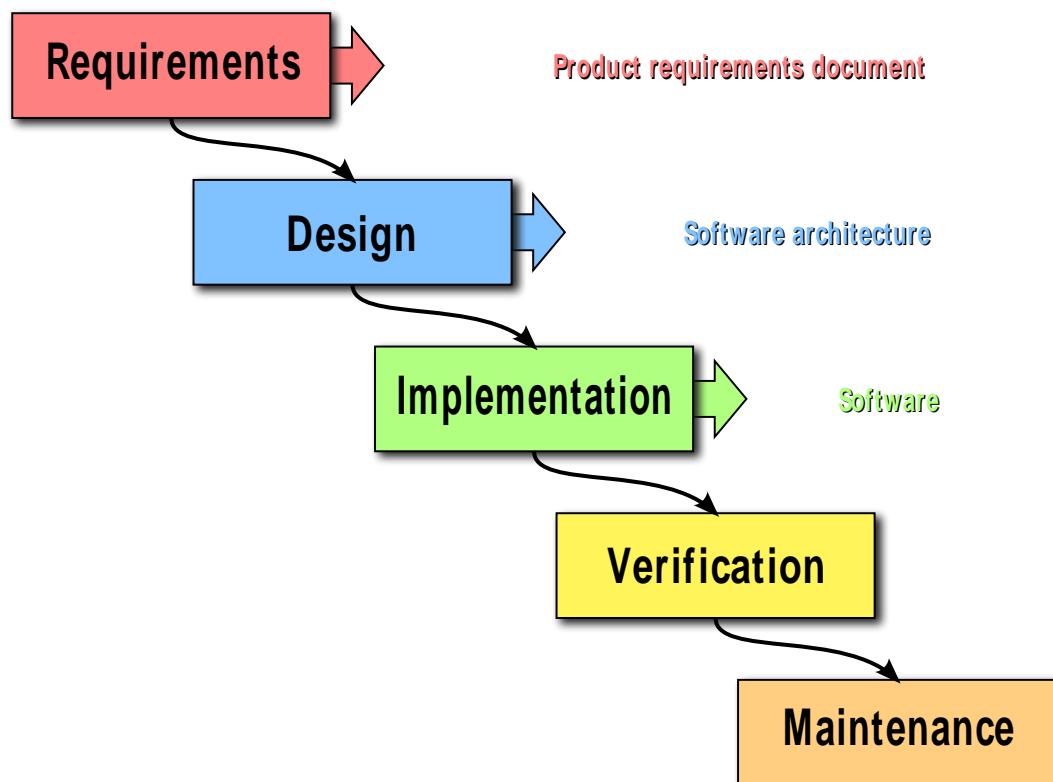 Requirements
Product requirements document
Design
Software architecture
Implementation
Software
Verification
Maintenance